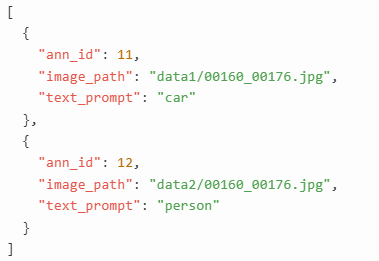 [
  {
    "ann_id": 11,
    "image_path": "data1/00160_00176.jpg",
    "text_prompt": "car"
  },
  {
    "ann_id": 12,
    "image_path": "data2/00160_00176.jpg",
    "text_prompt": "person"
  }
]